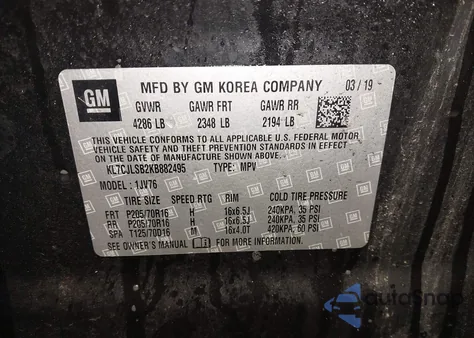 GM
MFD BY GM KOREA COMPANY 03/19
GVWR GAWR FRT GAWR RR
4286 LB 2348 LB 2194 LB
THIS VEHICLE CONFORMS TO ALL APPLICABLE U.S. FEDERAL MOTOR
VEHICLE SAFETY AND THEFT PREVENTION STANDARDS IN EFFECT ON
THE DATE OF MANUFACTURE SHOWN ABOVE.
KL7CJLSB2KB882495 TYPE: MPV
MODEL: 1JV76
TIRE SIZE SPEED RTG RIM COLD TIRE PRESSURE
FRT P205/70R16 H 16x6.5J 240KPA, 35 PSI
RR P205/70R16 H 16x6.5J 240KPA, 35 PSI
SPA T125/70D16 M 16x4.0T 420KPA, 60 PSI
SEE OWNER'S MANUAL FOR MORE INFORMATION.
autoSnap